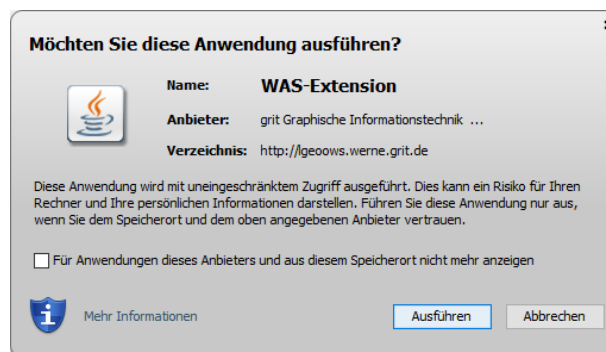 Möchten Sie diese Anwendung ausführen?
Name: WAS-Extension
Anbieter: grit Graphische Informationstechnik ...
Verzeichnis: http://lgeoows.werne.grit.de
Diese Anwendung wird mit uneingeschränktem Zugriff ausgeführt. Dies kann ein Risiko für Ihren
Rechner und Ihre persönlichen Informationen darstellen. Führen Sie diese Anwendung nur aus,
wenn Sie dem Speicherort und dem oben angegebenen Anbieter vertrauen.
Für Anwendungen dieses Anbieters und aus diesem Speicherort nicht mehr anzeigen
Mehr Informationen
Ausführen
Abbrechen